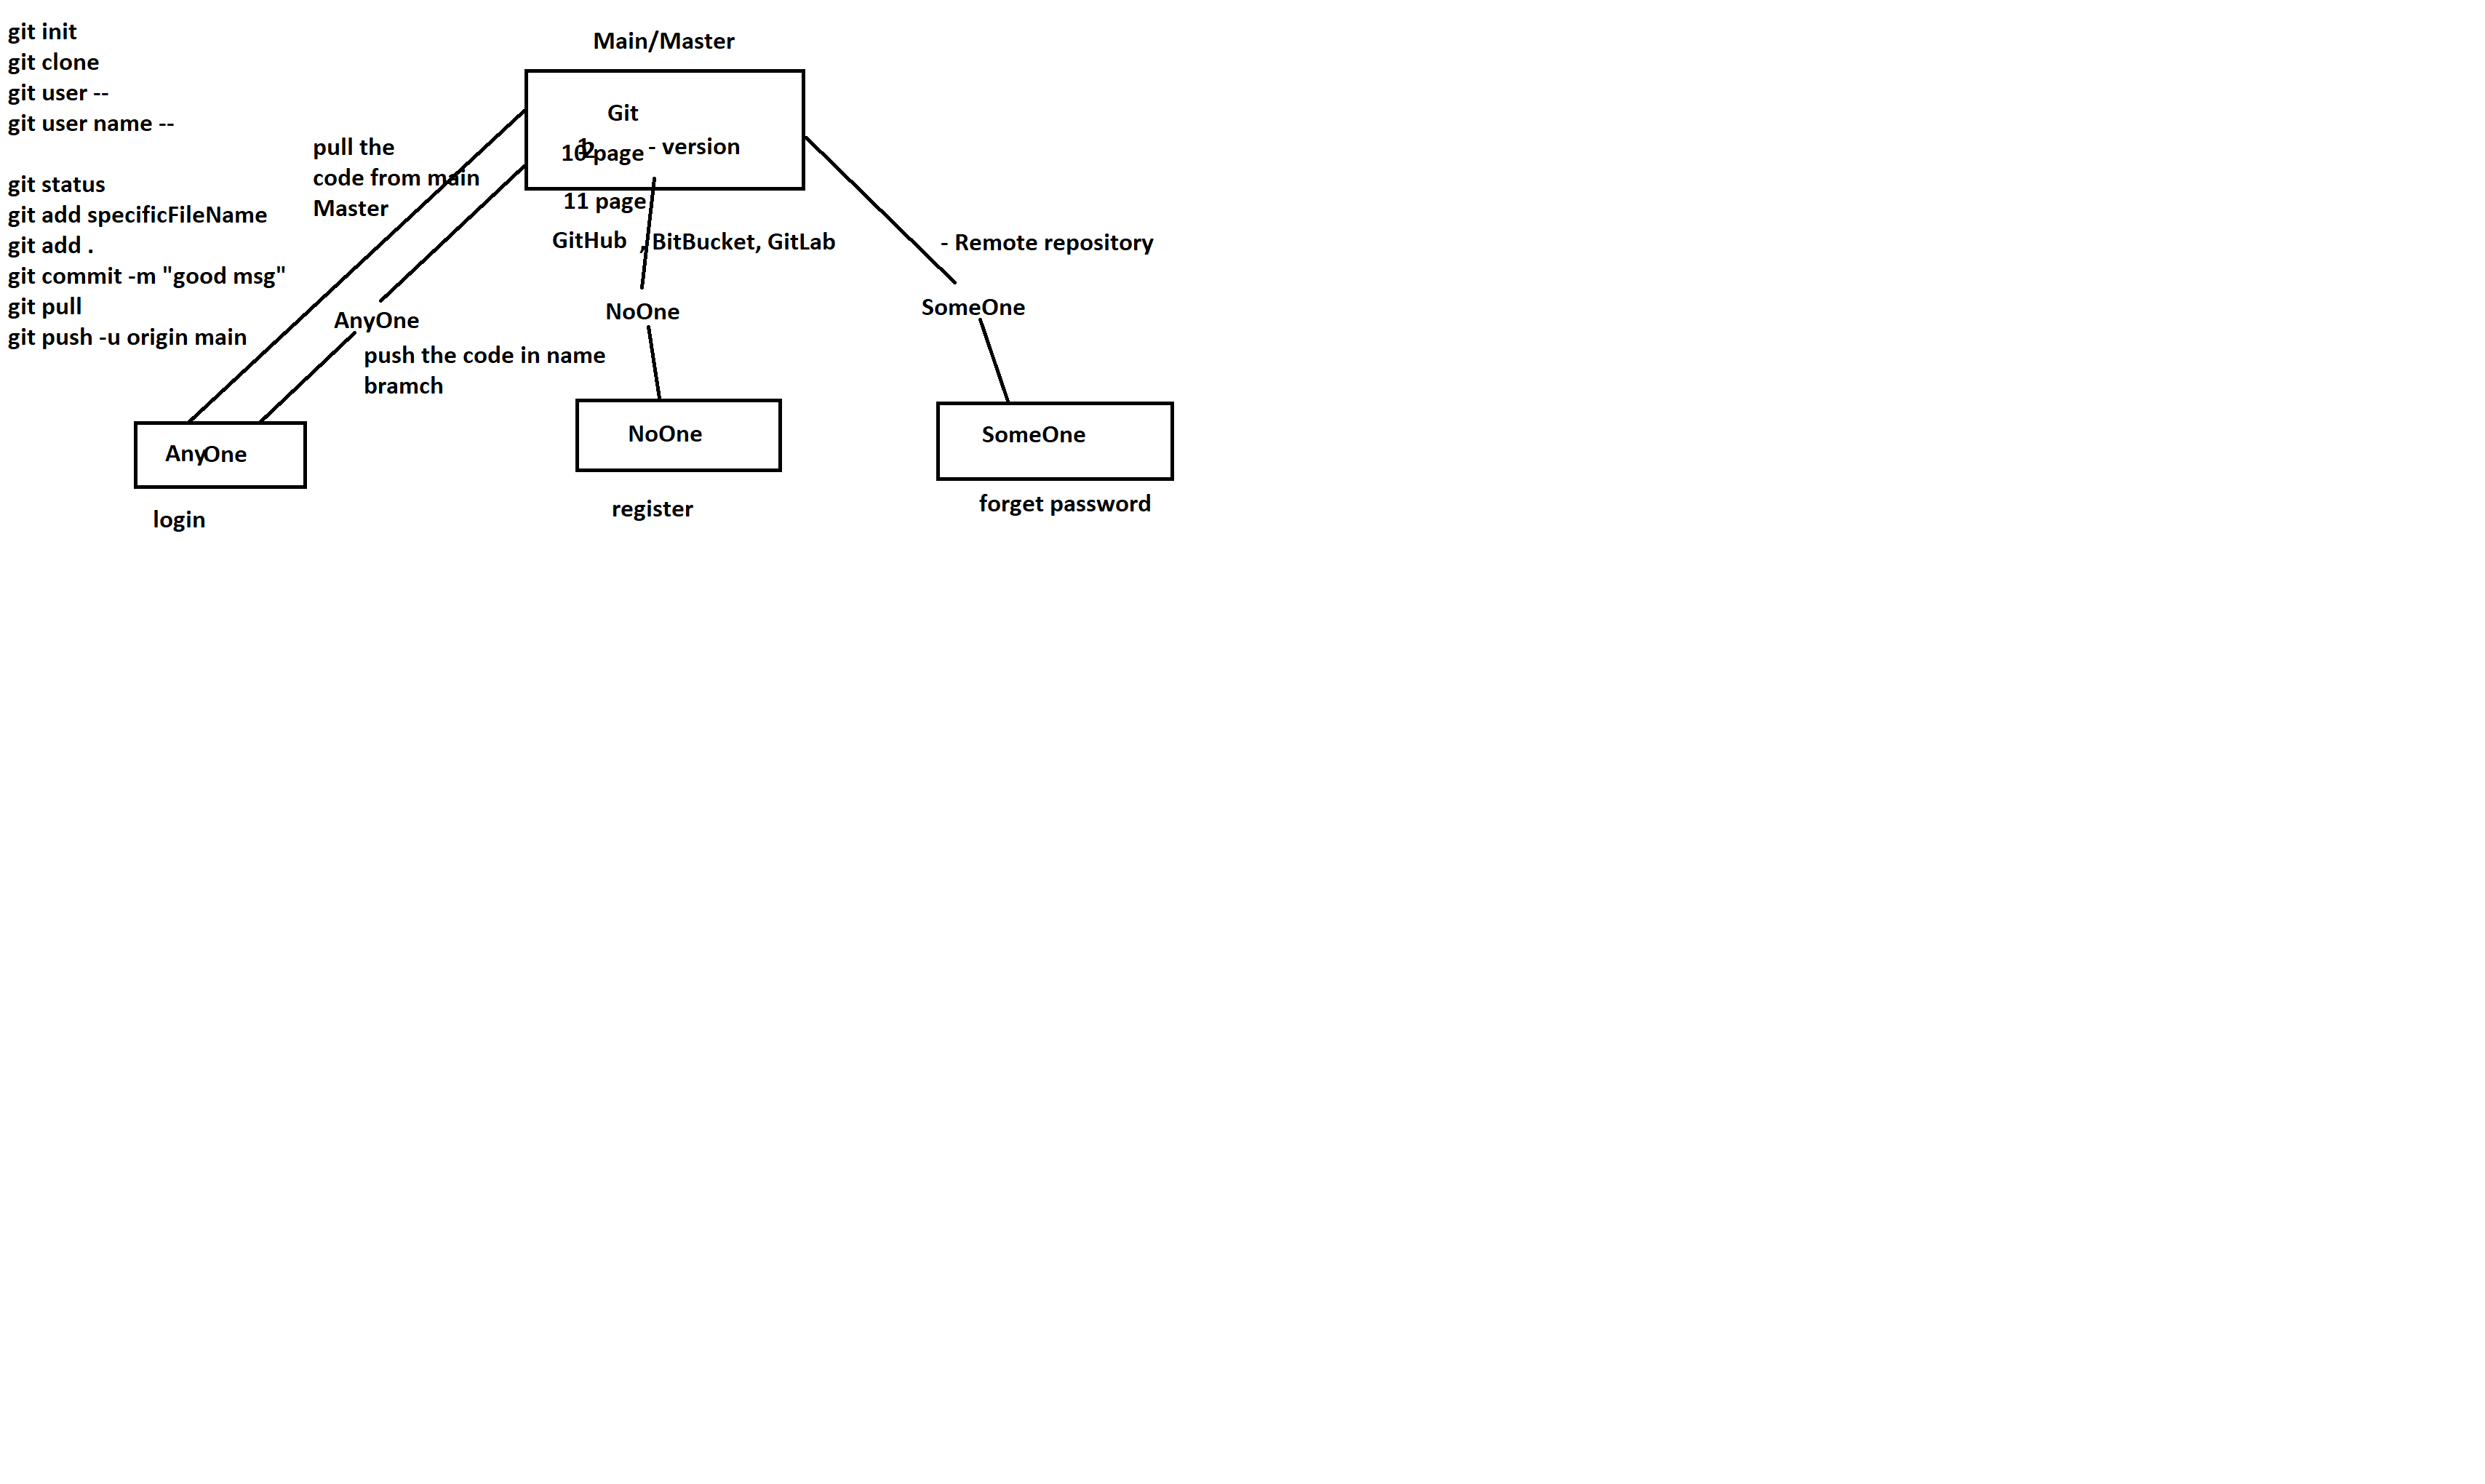 git init
git clone
git user --
git user name --
git status
git add specificFileName
git add .
git commit -m "good msg"
git pull
git push -u origin main
Main/Master
Git
page
- version
11 page
pull the
code from main
Master
GitHub , BitBucket, GitLab
- Remote repository
AnyOne
NoOne
SomeOne
push the code in name
bramch
AnyOne
NoOne
SomeOne
login
register
forget password